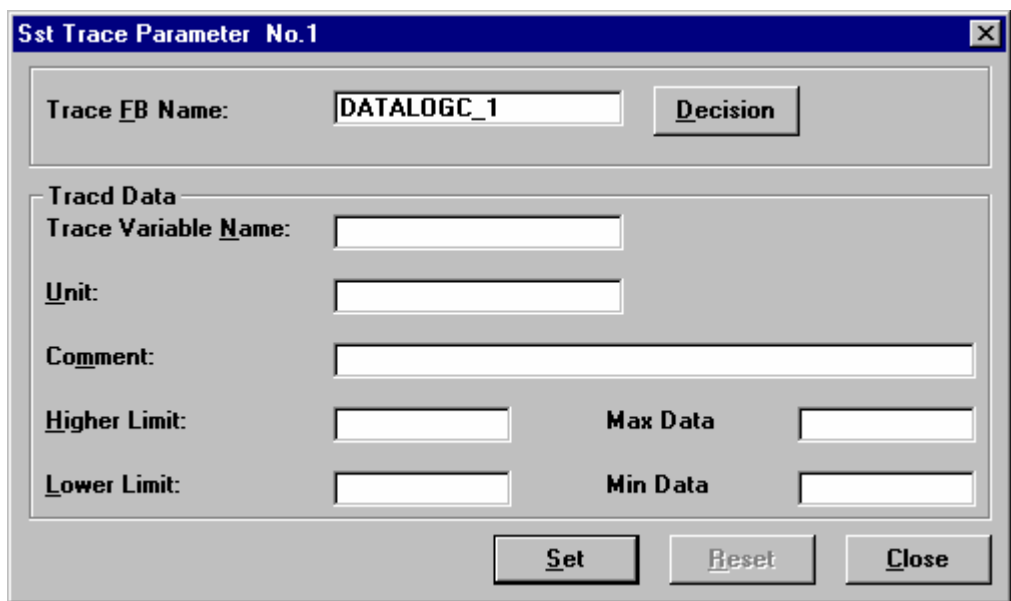 Sst Trace Parameter No.1
Trace FB Name: DATALOGC_1 Decision
Tracd Data
Trace Variable Name:
Unit:
Comment:
Higher Limit: Max Data
Lower Limit: Min Data
Set Reset Close